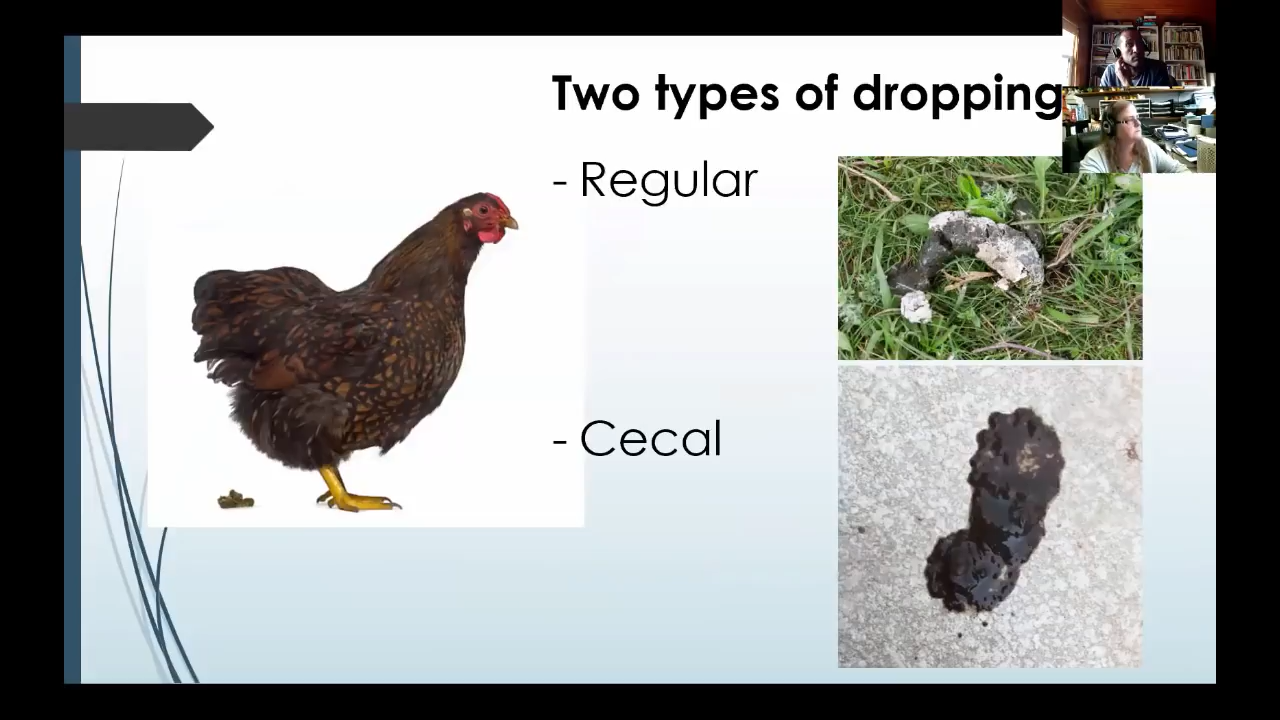 Two types of dropping
- Regular
- Cecal